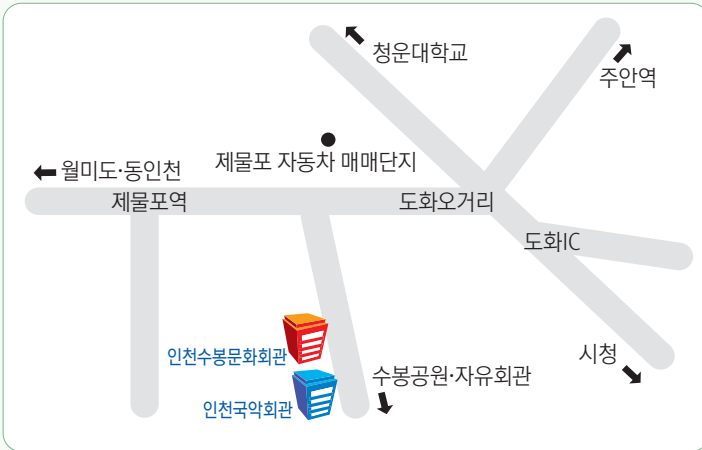 청운대학교
주안역
제물포 자동차 매매단지
월미도·동인천
제물포역
도화오거리
도화IC
인천수봉문화회관
시청
수봉공원·자유회관
인천국악회관